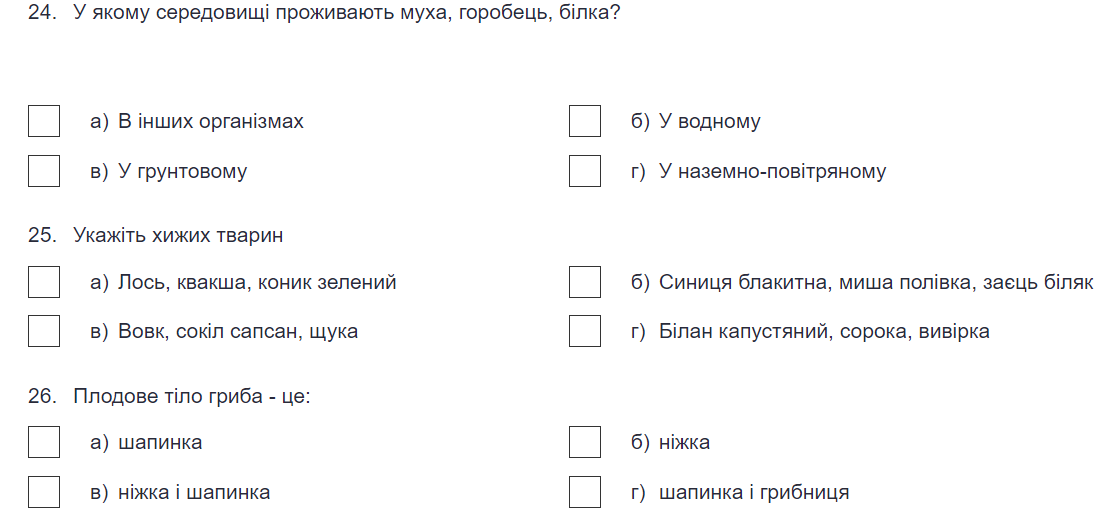 24. У якому середовищі проживають муха, горобець, білка?
а) В інших організмах б) У водному
в) У грунтовому г) У наземно-повітряному
25. Укажіть хижих тварин
а) Лось, квакша, коник зелений б) Синиця блакитна, миша полівка, заєць біляк
в) Вовк, сокіл сапсан, щука г) Білан капустяний, сорока, вивірка
26. Плодове тіло гриба - це:
а) шапинка б) ніжка
в) ніжка і шапинка г) шапинка і грибниця